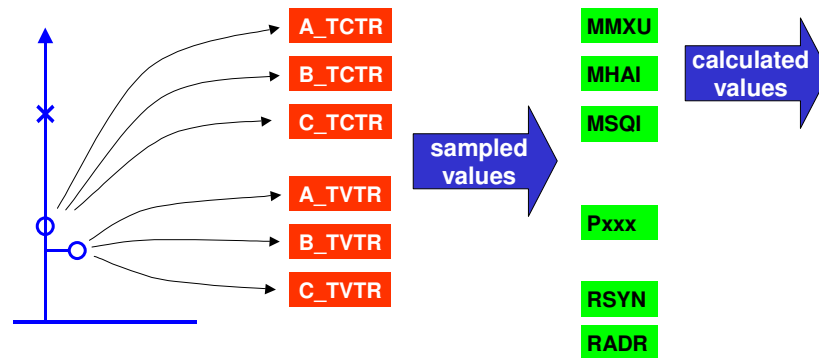 A_TCTR
B_TCTR
C_TCTR
A_TVTR
B_TVTR
C_TVTR
sampled
values
MMXU
MHAI
MSQI
Pxxx
RSYN
RADR
calculated
values